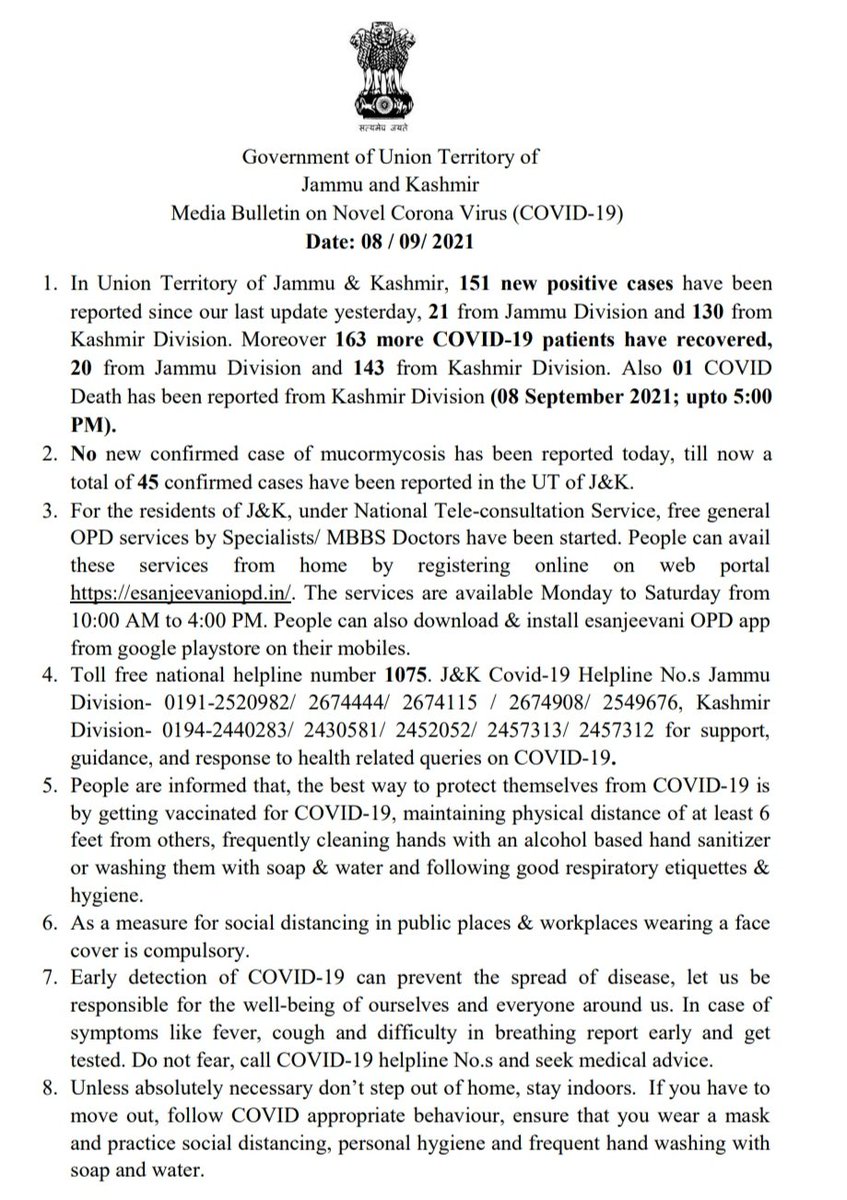 सत्यमेव जयते
Government of Union Territory of
Jammu and Kashmir
Media Bulletin on Novel Corona Virus (COVID-19)
Date: 08 / 09/ 2021
1. In Union Territory of Jammu & Kashmir, 151 new positive cases have been
reported since our last update yesterday, 21 from Jammu Division and 130 from
Kashmir Division. Moreover 163 more COVID-19 patients have recovered,
20 from Jammu Division and 143 from Kashmir Division. Also 01 COVID
Death has been reported from Kashmir Division (08 September 2021; upto 5:00
PM).
2. No new confirmed case of mucormycosis has been reported today, till now a
total of 45 confirmed cases have been reported in the UT of J&K.
3. For the residents of J&K, under National Tele-consultation Service, free general
OPD services by Specialists/ MBBS Doctors have been started. People can avail
these services from home by registering online on web portal
https://esanjeevaniopd.in/. The services are available Monday to Saturday from
10:00 AM to 4:00 PM. People can also download & install esanjeevani OPD app
from google playstore on their mobiles.
4. Toll free national helpline number 1075. J&K Covid-19 Helpline No.s Jammu
Division- 0191-2520982/ 2674444/ 2674115 / 2674908/ 2549676, Kashmir
Division- 0194-2440283/ 2430581/ 2452052/ 2457313/ 2457312 for support,
guidance, and response to health related queries on COVID-19.
5. People are informed that, the best way to protect themselves from COVID-19 is
by getting vaccinated for COVID-19, maintaining physical distance of at least 6
feet from others, frequently cleaning hands with an alcohol based hand sanitizer
or washing them with soap & water and following good respiratory etiquettes &
hygiene.
6. As a measure for social distancing in public places & workplaces wearing a face
cover is compulsory.
7. Early detection of COVID-19 can prevent the spread of disease, let us be
responsible for the well-being of ourselves and everyone around us. In case of
symptoms like fever, cough and difficulty in breathing report early and get
tested. Do not fear, call COVID-19 helpline No.s and seek medical advice.
8. Unless absolutely necessary don’t step out of home, stay indoors.  If you have to
move out, follow COVID appropriate behaviour, ensure that you wear a mask
and practice social distancing, personal hygiene and frequent hand washing with
soap and water.